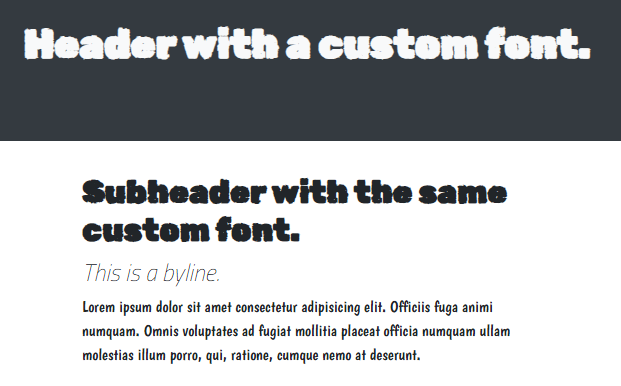 Header with a custom font.
Subheader with the same
custom font.
This is a byline.
Lorem ipsum dolor sit amet consectetur adipisicing elit. Officiis fuga animi
numquam. Omnis voluptates ad fugiat mollitia placeat officia numquam ullam
molestias illum porro, qui, ratione, cumque nemo at deserunt.